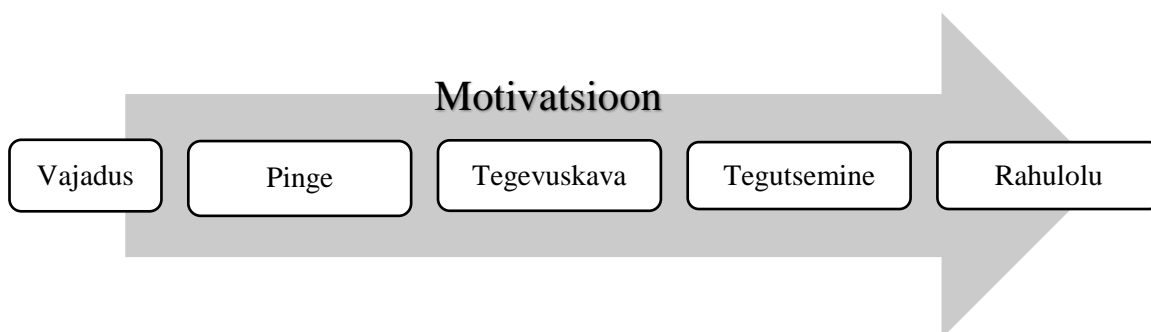 Motivatsioon
Vajadus
Pinge
Tegevuskava
Tegutsemine
Rahulolu